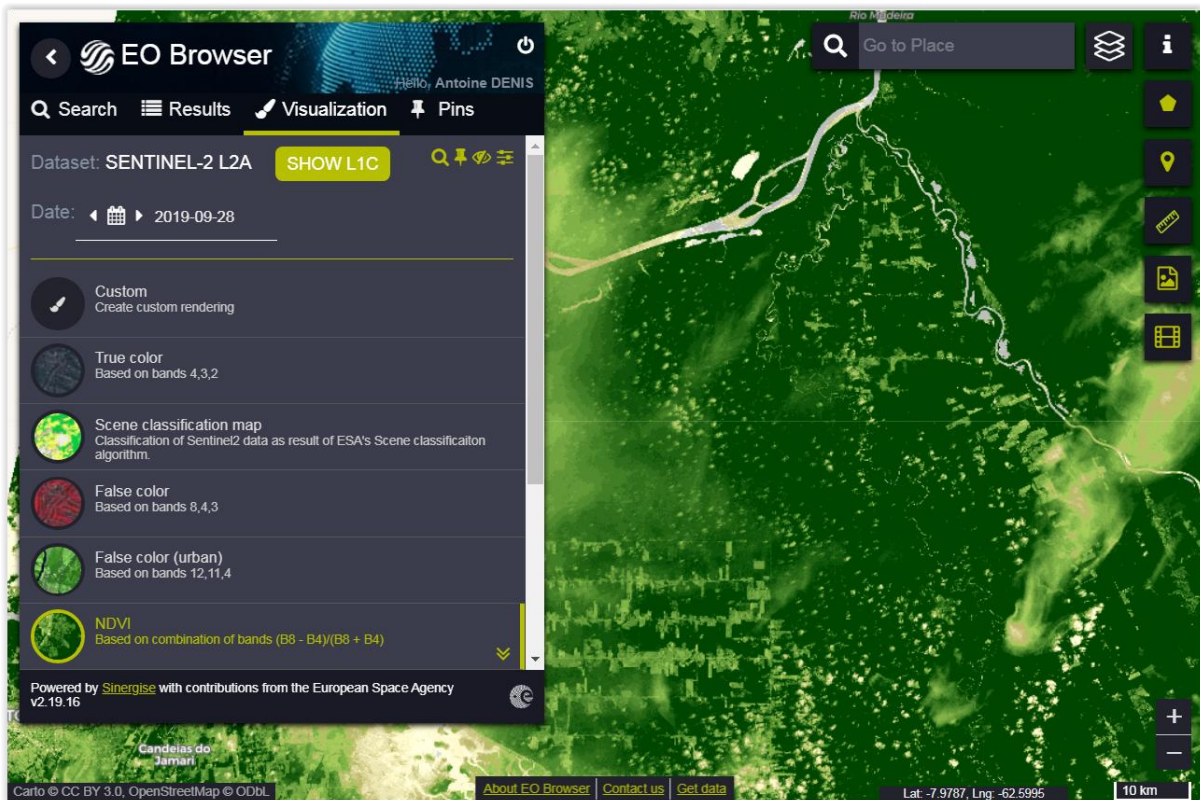 Rio Madeira
EO Browser
Hello, Antoine DENIS
Search
Results
Visualization
Pins
Go to Place
Dataset: SENTINEL-2 L2A
SHOW L1C
Date:
2019-09-28
Custom
Create custom rendering
True color
Based on bands 4,3,2
Scene classification map
Classification of Sentinel2 data as result of ESA's Scene classificaiton
algorithm.
False color
Based on bands 8,4,3
False color (urban)
Based on bands 12,11,4
NDVI
Based on combination of bands (B8 - B4)/(B8 + B4)
Powered by Sinergise with contributions from the European Space Agency
v2.19.16
Candeias do
Jamari
Carto © CC BY 3.0, OpenStreetMap © ODbL
About EO Browser
Contact us
Get data
Lat: -7.9787, Lng: -62.5995
10 km